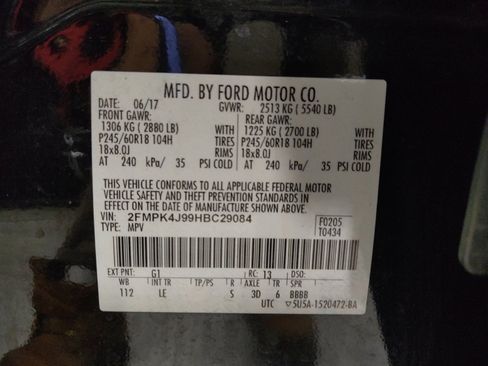 MFD. BY FORD MOTOR CO.
DATE: 06/17 GVWR: 2513 KG ( 5540 LB)
FRONT GAWR: REAR GAWR:
1306 KG ( 2880 LB) WITH 1225 KG ( 2700 LB) WITH
P245/60R18 104H TIRES P245/60R18 104H TIRES
18x8.0J RIMS 18x8.0J RIMS
AT 240 kPa/ 35 PSI COLD AT 240 kPa/ 35 PSI COLD
THIS VEHICLE CONFORMS TO ALL APPLICABLE FEDERAL MOTOR
VEHICLE SAFETY AND THEFT PREVENTION STANDARDS IN
EFFECT ON THE DATE OF MANUFACTURE SHOWN ABOVE.
VIN: 2FMPK4J99HBC29084 F0205
TYPE: MPV T0434
EXT PNT: G1 RC: 13 DSO:
WB INT TR TP/PS R AXLE TR SPR
112 LE S 3D 6 BBBB
UTC ▽5U5A-1520472-BA